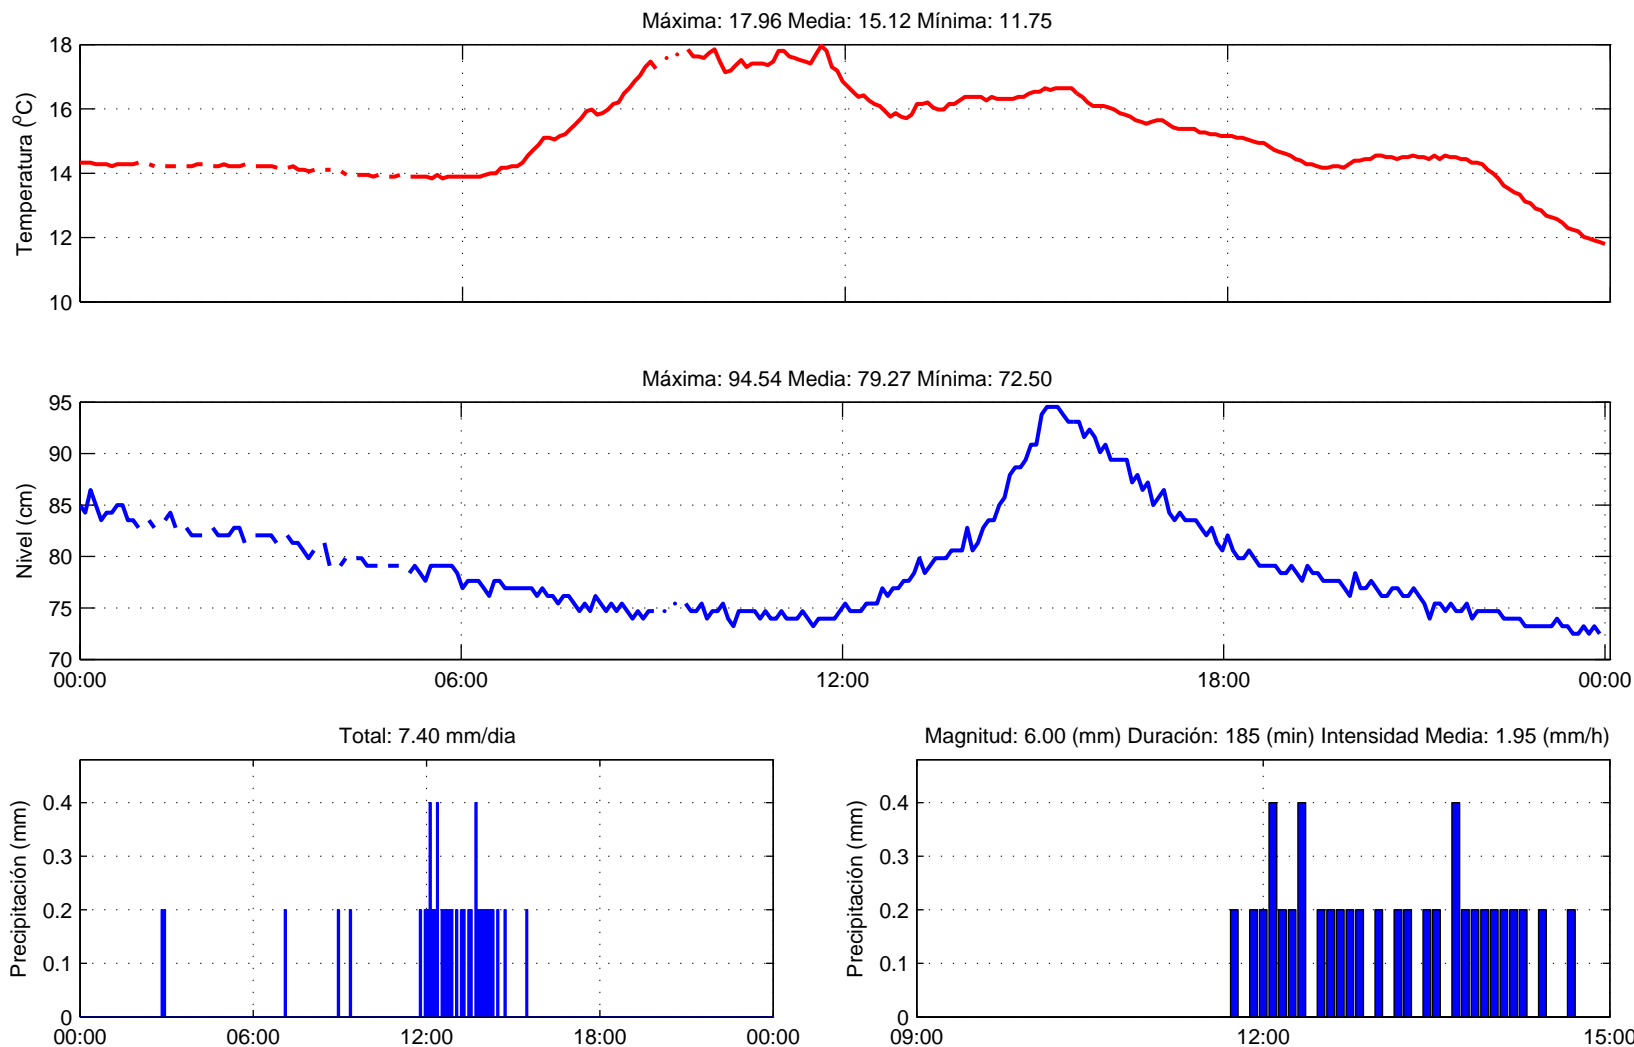 Máxima: 17.96 Media: 15.12 Mínima: 11.75
Temperatura (ºC)
18
16
14
12
10
Máxima: 94.54 Media: 79.27 Mínima: 72.50
Nivel (cm)
95
90
85
80
75
70
00:00 06:00 12:00 18:00 00:00
Total: 7.40 mm/dia
Precipitación (mm)
0.4
0.3
0.2
0.1
0
00:00 06:00 12:00 18:00 00:00
Magnitud: 6.00 (mm) Duración: 185 (min) Intensidad Media: 1.95 (mm/h)
Precipitación (mm)
0.4
0.3
0.2
0.1
0
09:00 12:00 15:00